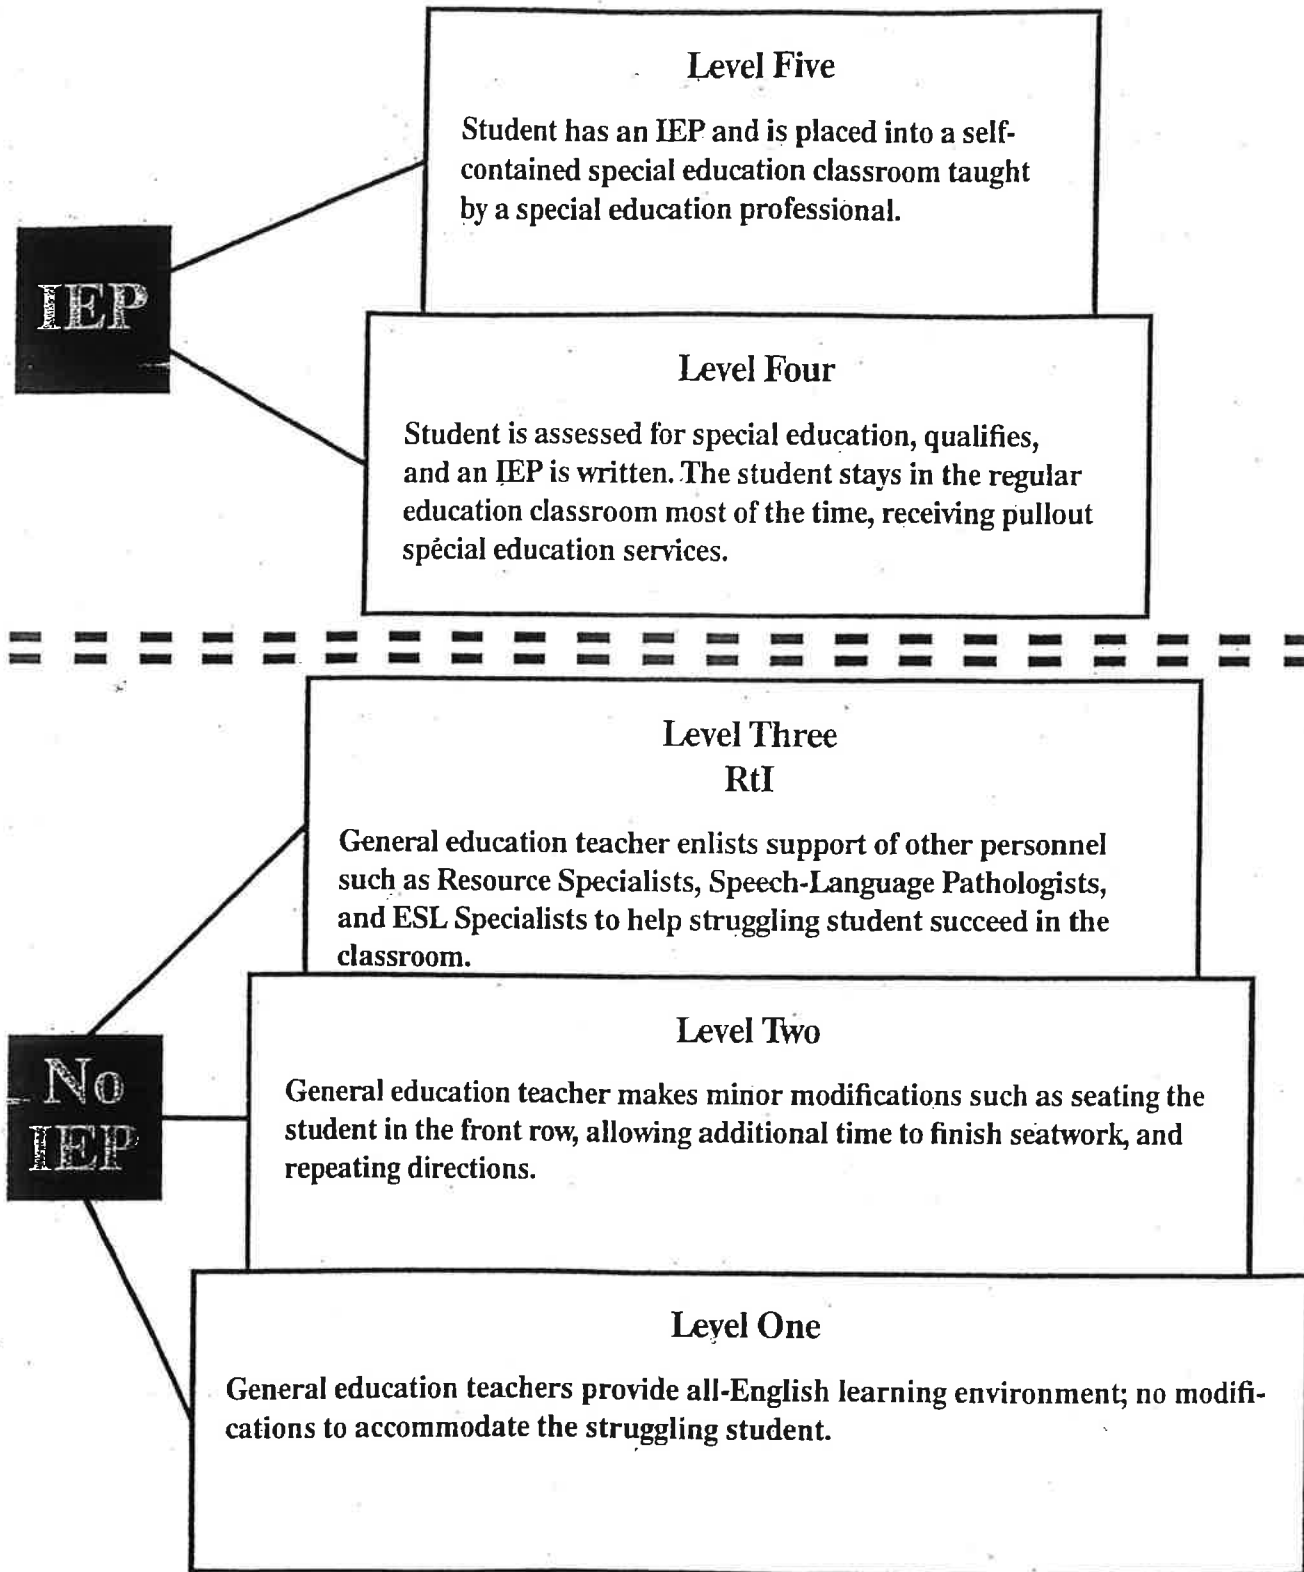 Level Five
Student has an IEP and is placed into a self-
contained special education classroom taught
by a special education professional.
IEP
Level Four
Student is assessed for special education, qualifies,
and an IEP is written. The student stays in the regular
education classroom most of the time, receiving pullout
special education services.
Level Three
RtI
General education teacher enlists support of other personnel
such as Resource Specialists, Speech-Language Pathologists,
and ESL Specialists to help struggling student succeed in the
classroom.
Level Two
No
IEP
General education teacher makes minor modifications such as seating the
student in the front row, allowing additional time to finish seatwork, and
repeating directions.
Level One
General education teachers provide all-English learning environment; no modifi-
cations to accommodate the struggling student.